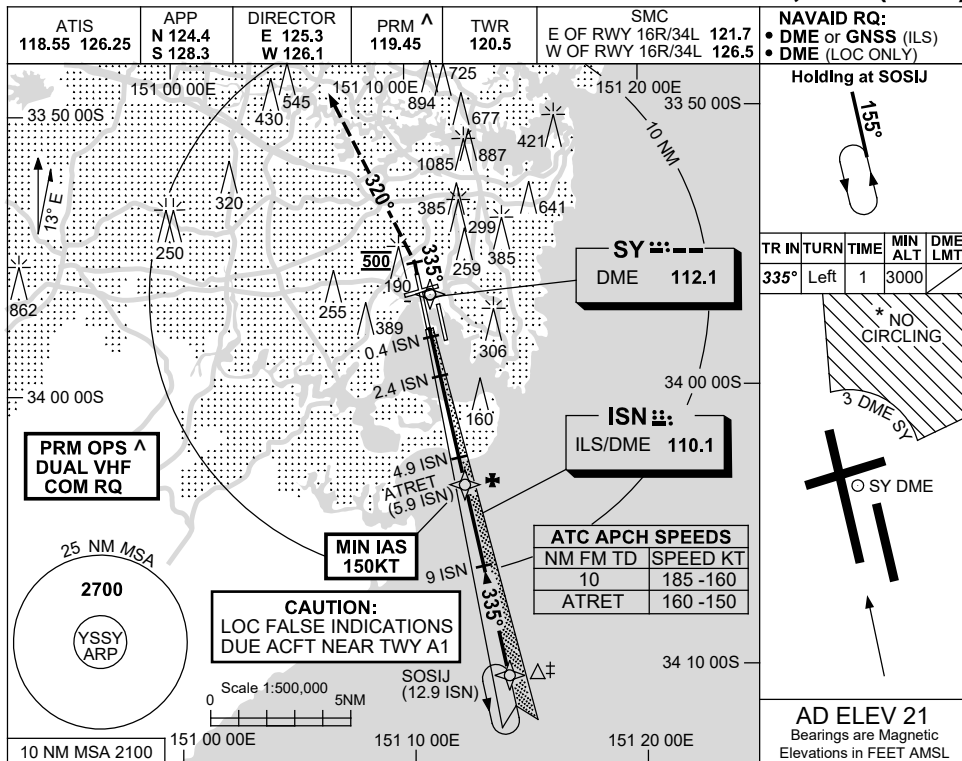 ATIS
118.55 126.25
APP
N 124.4
S 128.3
DIRECTOR
E 125.3
W 126.1
PRM ^
119.45
TWR
120.5
SMC
E OF RWY 16R/34L 121.7
W OF RWY 16R/34L 126.5
NAVAID RQ:
• DME or GNSS (ILS)
• DME (LOC ONLY)
151 00 00E
151 10 00E
151 20 00E
33 50 00S
33 50 00S
545
430
894
725
677
421
1085
887
10 NM
13° E
320
320°
385
299
641
250
335°
500
259
385
190
862
255
389
306
SY
DME 112.1
0.4 ISN
2.4 ISN
34 00 00S
34 00 00S
160
ISN
ILS/DME 110.1
PRM OPS ^
DUAL VHF
COM RQ
4.9 ISN
ATRET
(5.9 ISN)
MIN IAS
150KT
9 ISN
ATC APCH SPEEDS
NM FM TD SPEED KT
10 185 -160
ATRET 160 -150
25 NM MSA
2700
YSSY
ARP
CAUTION:
LOC FALSE INDICATIONS
DUE ACFT NEAR TWY A1
335°
34 10 00S
SOSIJ
(12.9 ISN)
‡
Scale 1:500,000
0 5NM
10 NM MSA 2100
151 00 00E
151 10 00E
151 20 00E
Holding at SOSIJ
155°
TR IN TURN TIME MIN ALT DME LMT
335° Left 1 3000
* NO
CIRCLING
3 DME SY
SY DME
AD ELEV 21
Bearings are Magnetic
Elevations in FEET AMSL